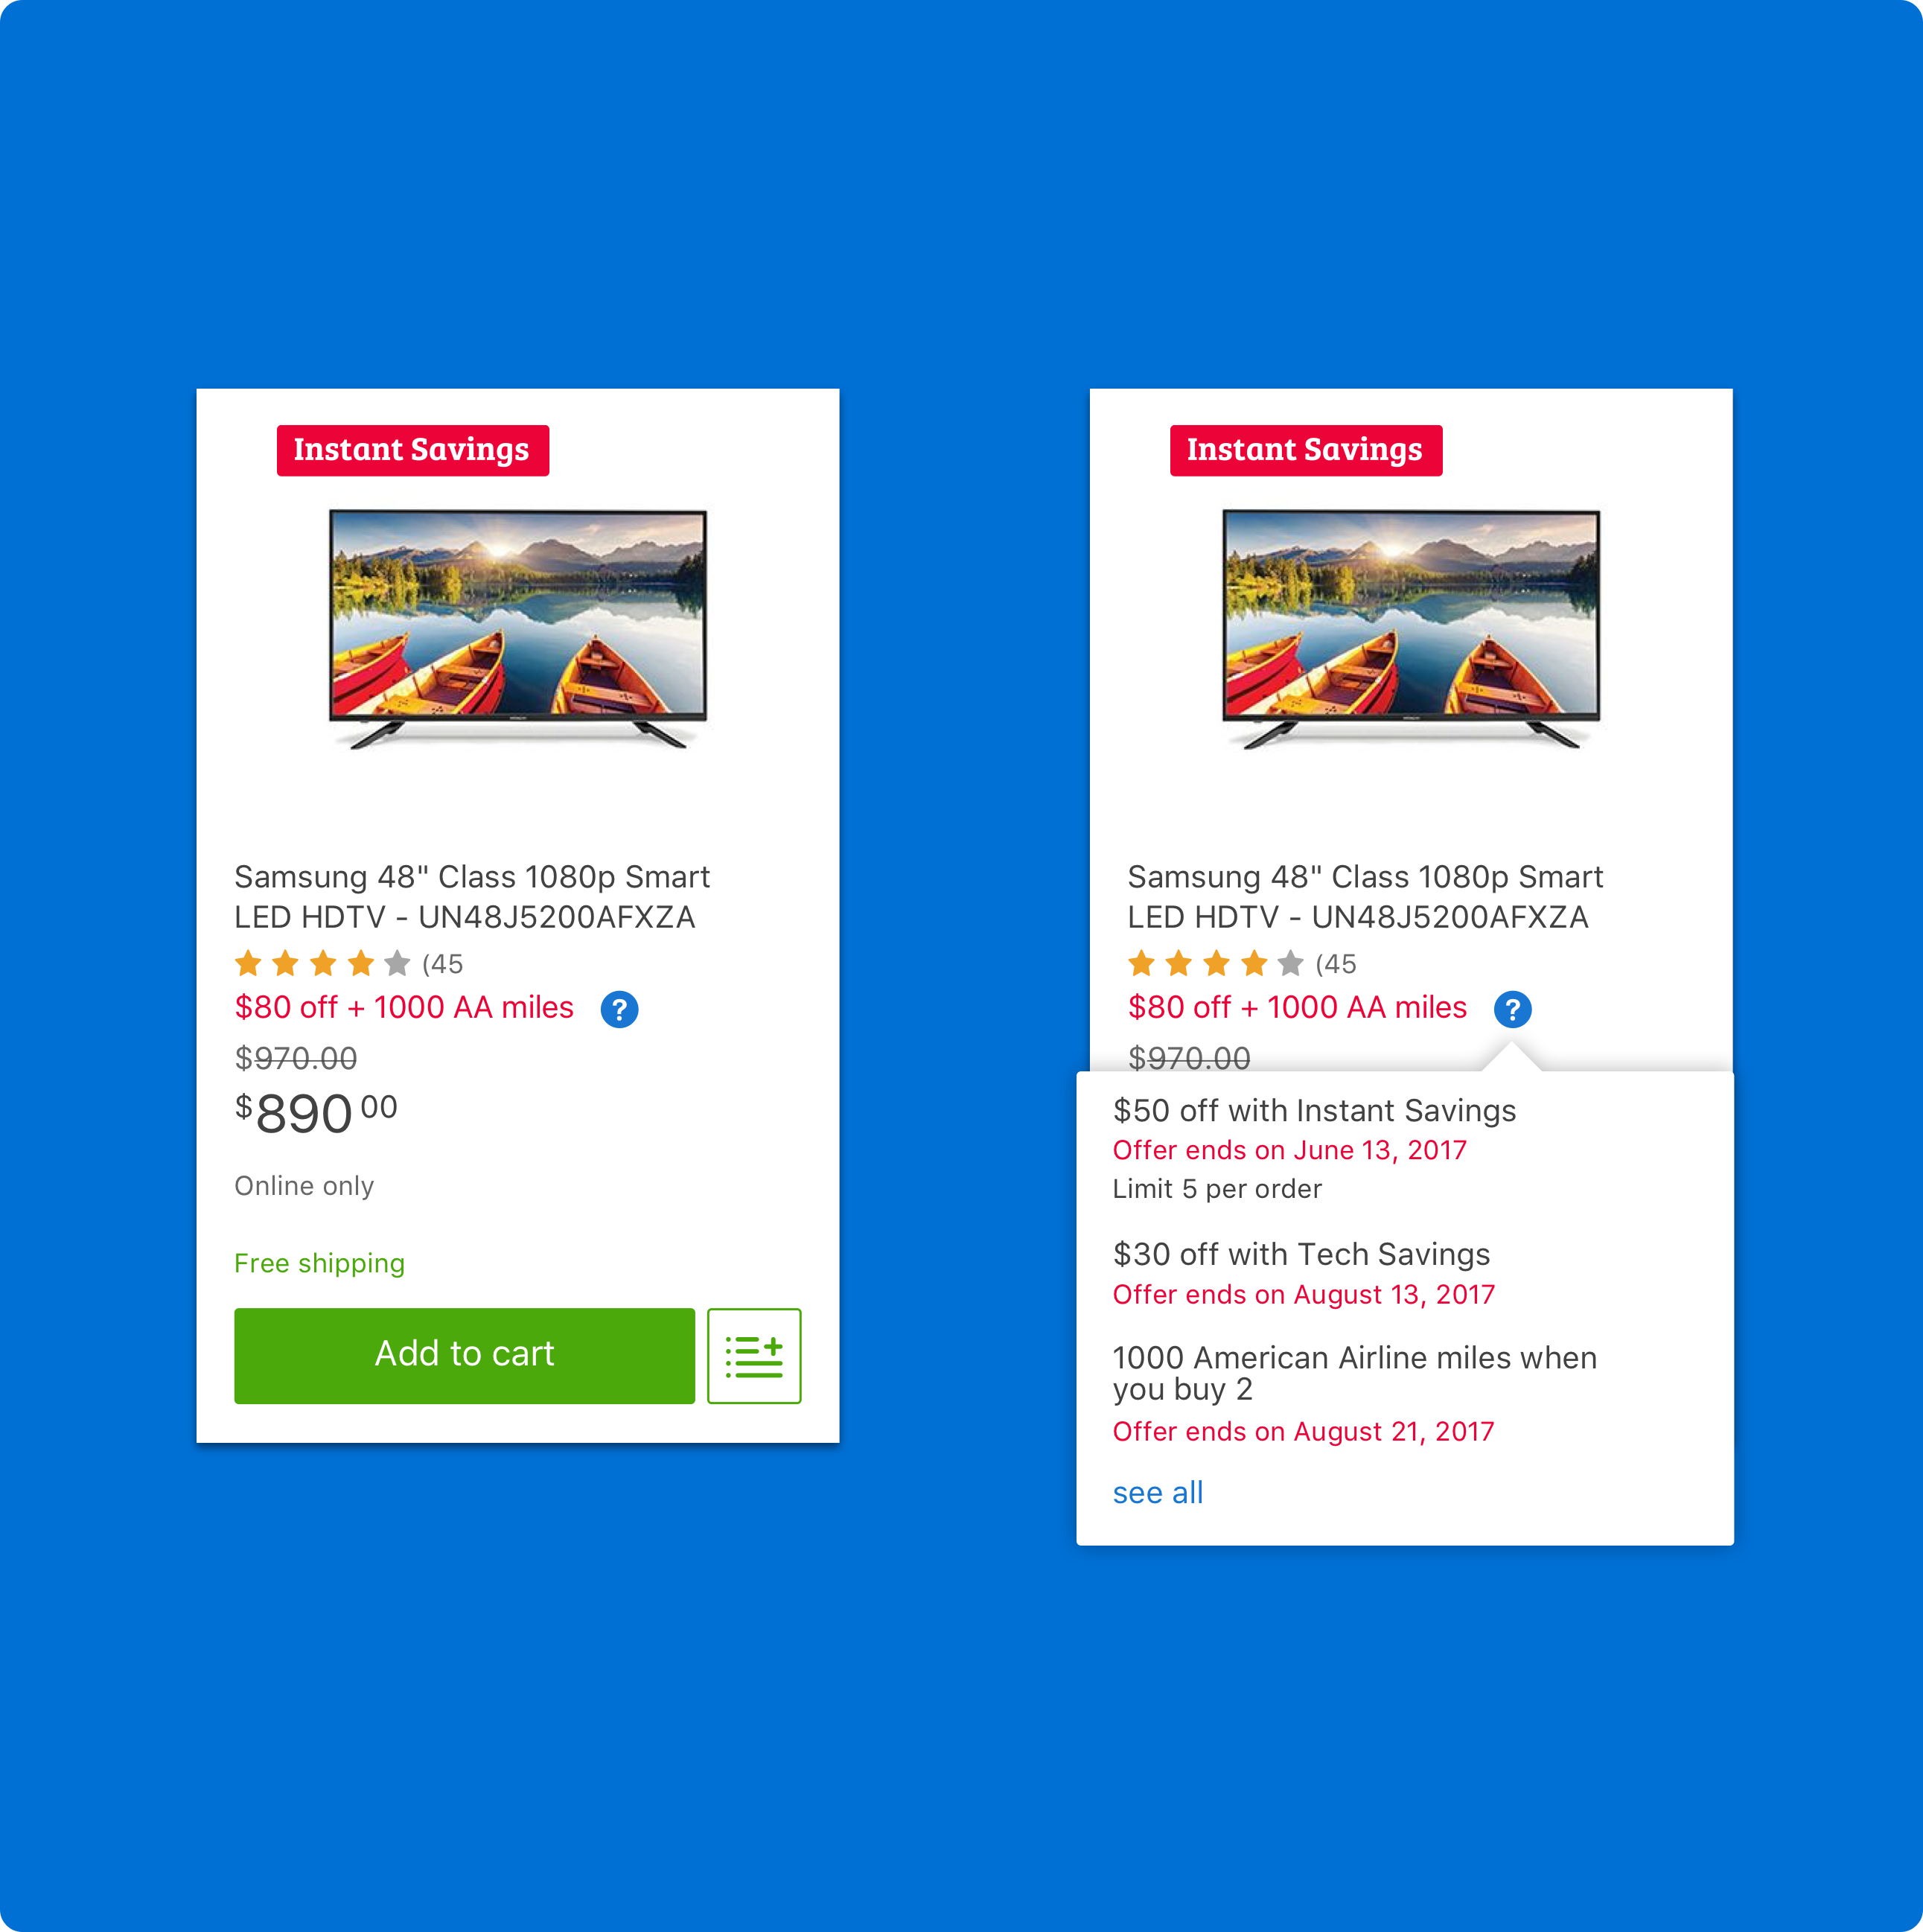 Instant Savings
Samsung 48" Class 1080p Smart
LED HDTV - UN48J5200AFXZA
(45
$80 off + 1000 AA miles ?
$970.00
$890 00
Online only
Free shipping
Add to cart
Instant Savings
Samsung 48" Class 1080p Smart
LED HDTV - UN48J5200AFXZA
(45
$80 off + 1000 AA miles ?
$970.00
$50 off with Instant Savings
Offer ends on June 13, 2017
Limit 5 per order
$30 off with Tech Savings
Offer ends on August 13, 2017
1000 American Airline miles when
you buy 2
Offer ends on August 21, 2017
see all